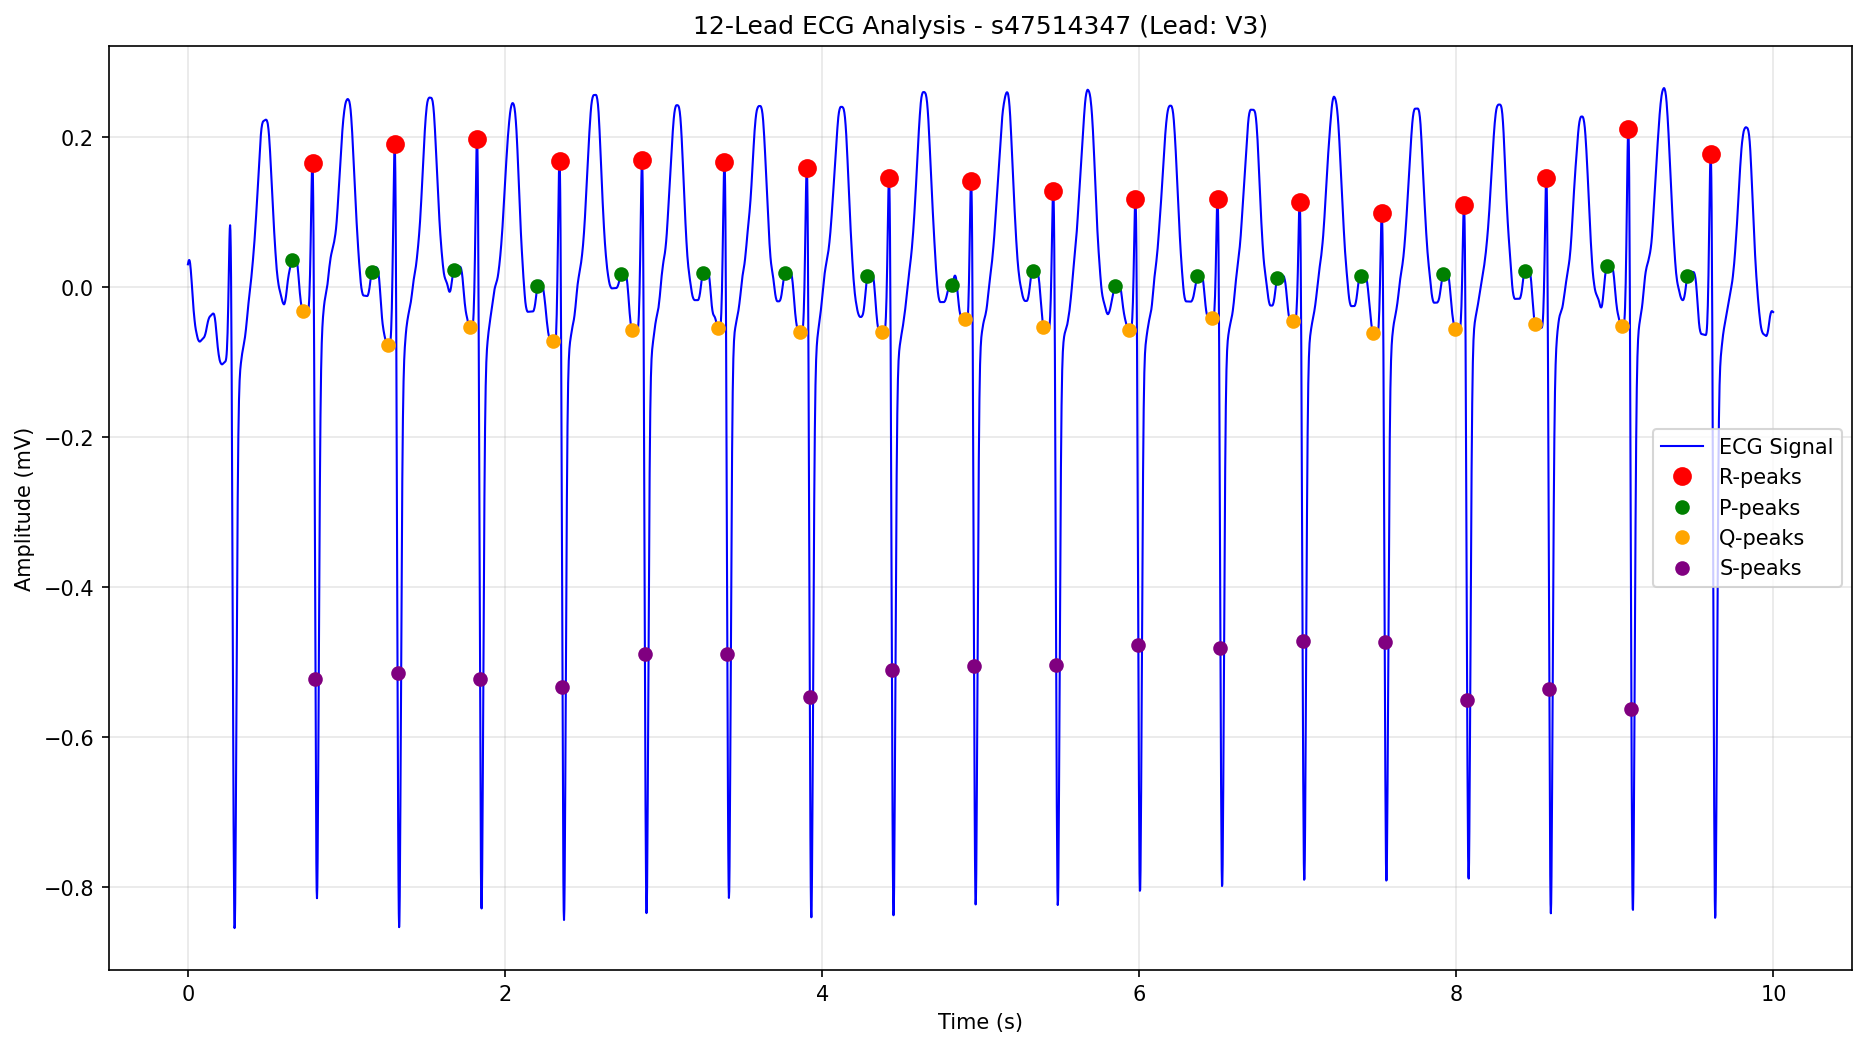 12-Lead ECG Analysis - s47514347 (Lead: V3)
Amplitude (mV)
0.2
0.0
−0.2
−0.4
−0.6
−0.8
ECG Signal
R-peaks
P-peaks
Q-peaks
S-peaks
0 2 4 6 8 10
Time (s)